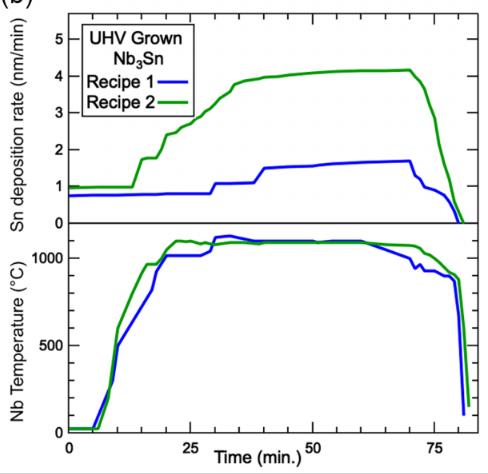 (b)
5
4
3
2
1
0
Sn deposition rate (nm/min)
UHV Grown
Nb₃Sn
Recipe 1
Recipe 2
1000
500
0
Nb Temperature (°C)
0 25 50 75
Time (min.)